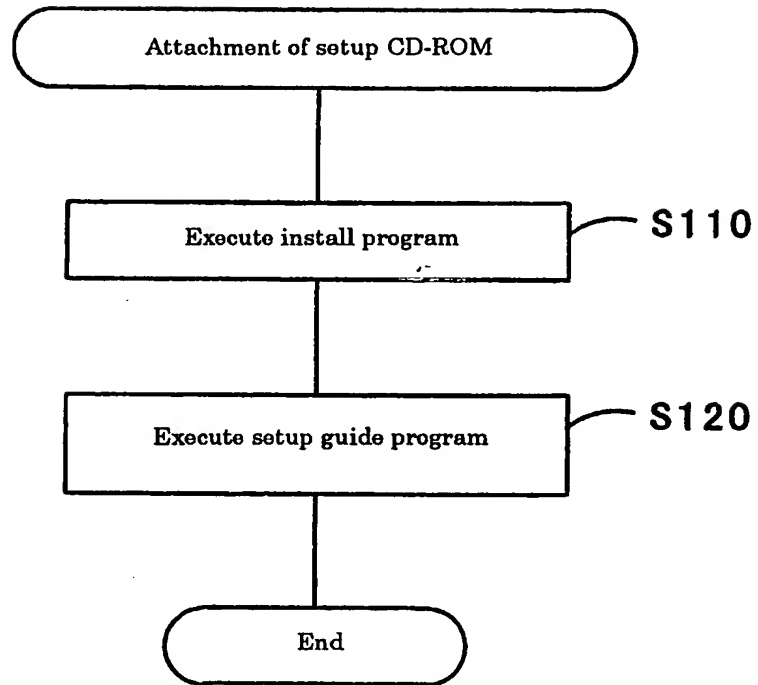 Attachment of setup CD-ROM
Execute install program
S110
Execute setup guide program
S120
End